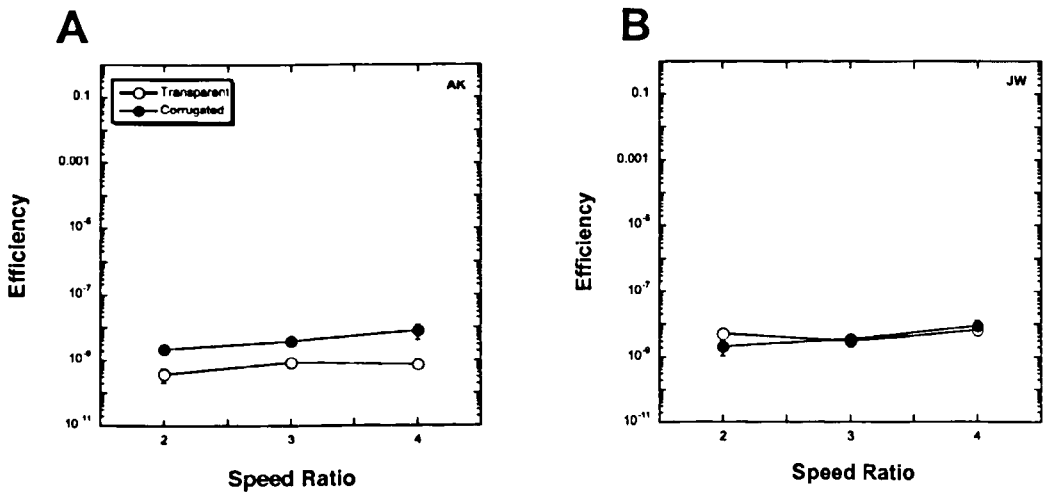 A
AK
Transparent
Corrugated
0.1
0.001
10⁻⁵
10⁻⁷
10⁻⁹
10⁻¹¹
Efficiency
2 3 4
Speed Ratio
B
JW
0.1
0.001
10⁻⁵
10⁻⁷
10⁻⁹
10⁻¹¹
Efficiency
2 3 4
Speed Ratio